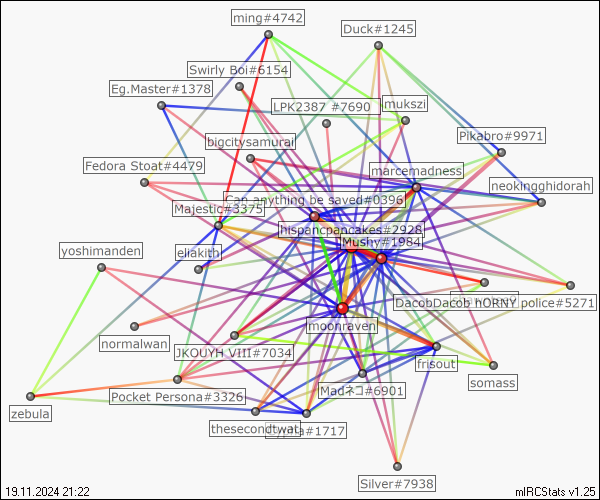 ming#4742
Duck#1245
Swirly Boi#6154
Eg.Master#1378
LPK2387 #7690
mukszi
Pikabro#9971
bigcitysamurai
Fedora Stoat#4479
marcemadness
neokingghidorah
Can anything be saved#0396
Majestic#3375
hispancpancakes#2928
Mushy#1984
yoshimanden
eliakith
DacobDacob hORNY police#5271
moonraven
normalwan
JKOUYH VIII#7034
frisout
somass
Madネコ#6901
Pocket Persona#3326
zebula
thesecondtwat
#1717
Silver#7938
19.11.2024 21:22
mIRCStats v1.25